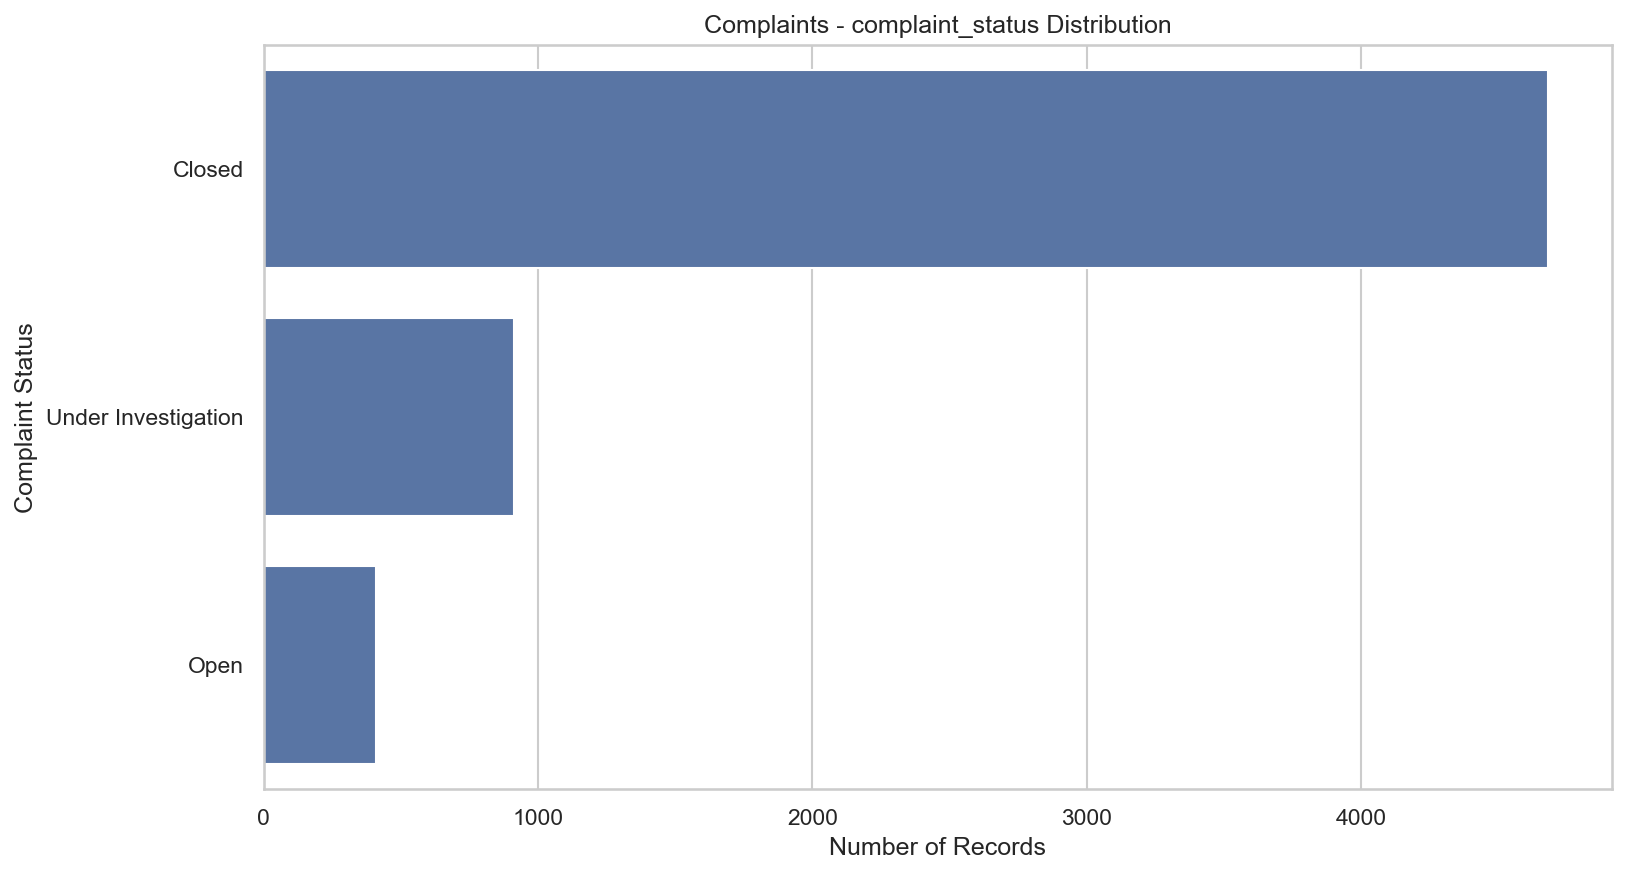 Complaints - complaint_status Distribution
Complaint Status
Closed
Under Investigation
Open
0 1000 2000 3000 4000
Number of Records